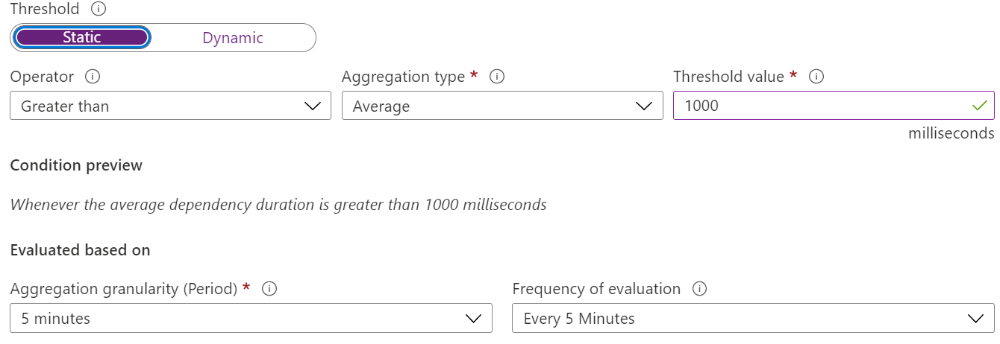 Threshold
Static Dynamic
Operator Aggregation type * Threshold value *
Greater than Average 1000
milliseconds
Condition preview
Whenever the average dependency duration is greater than 1000 milliseconds
Evaluated based on
Aggregation granularity (Period) * Frequency of evaluation
5 minutes Every 5 Minutes